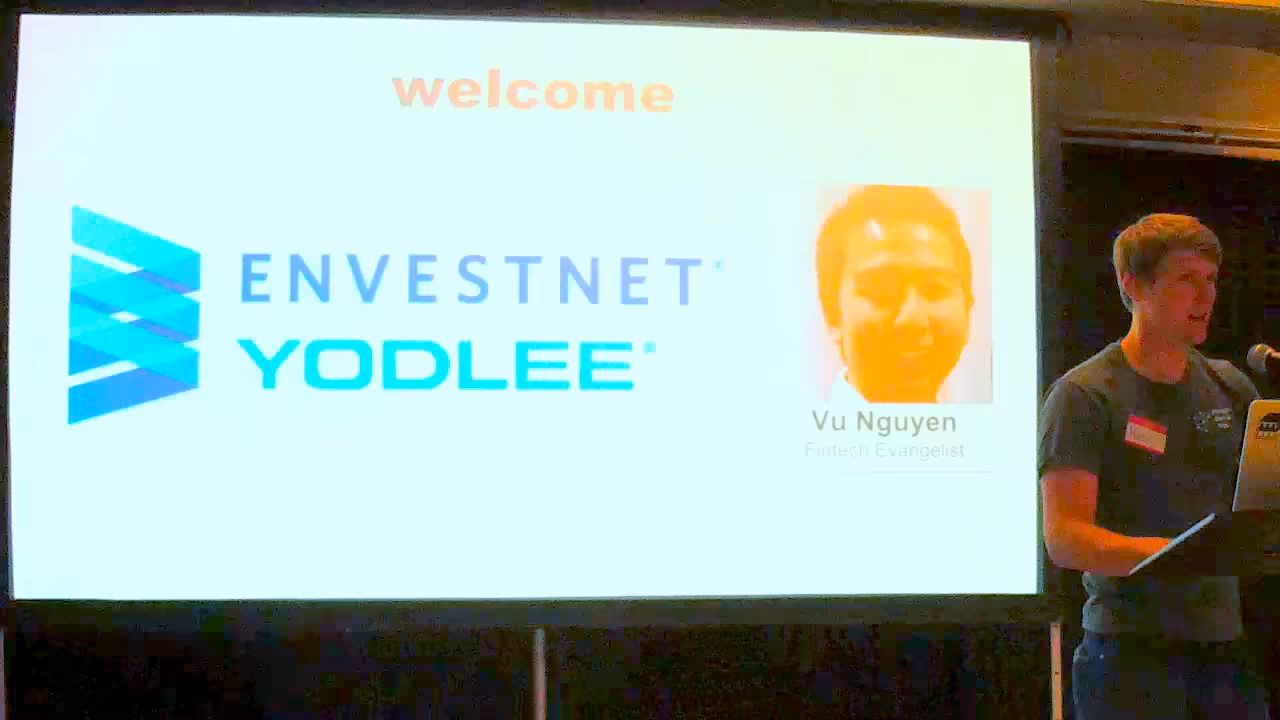 welcome
ENVESTNET®
YODLEE®
Vu Nguyen
Fintech Evangelist